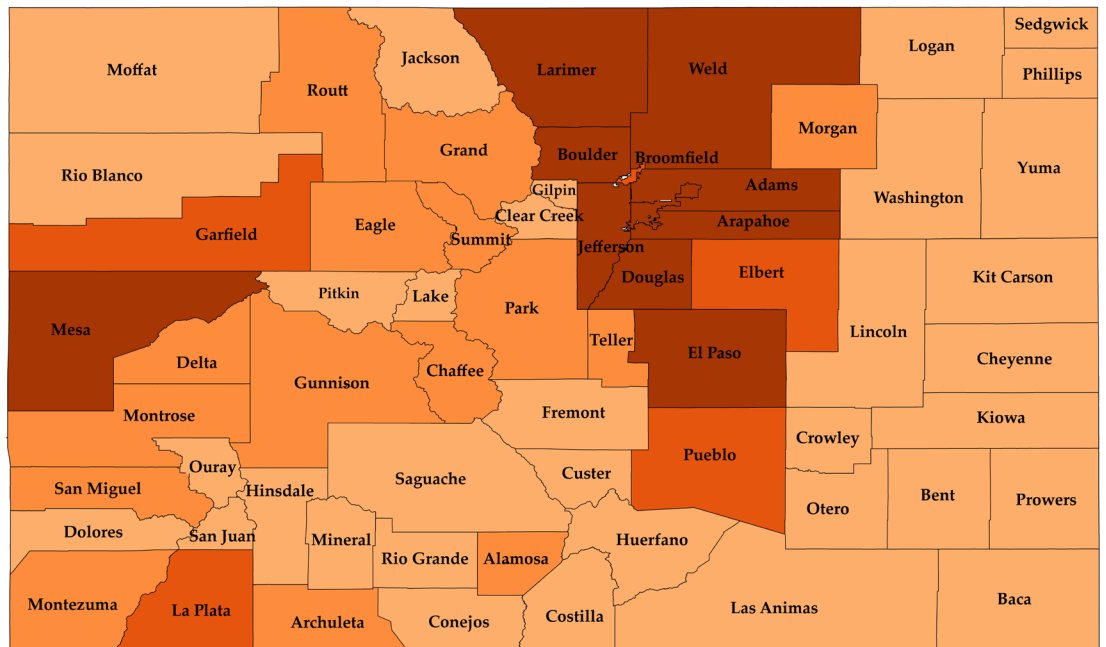 Sedgwick
Logan
Jackson
Moffat
Larimer
Weld
Phillips
Routt
Morgan
Grand
Boulder
Broomfield
Yuma
Rio Blanco
Adams
Gilpin
Washington
Clear Creek
Arapahoe
Eagle
Garfield
Summit
Jefferson
Elbert
Douglas
Kit Carson
Pitkin
Lake
Park
Mesa
Lincoln
Teller
El Paso
Cheyenne
Delta
Chaffee
Gunnison
Fremont
Montrose
Kiowa
Crowley
Pueblo
Ouray
Custer
Saguache
San Miguel
Hinsdale
Bent
Prowers
Otero
Dolores
San Juan
Mineral
Huerfano
Rio Grande
Alamosa
Baca
Montezuma
La Plata
Las Animas
Costilla
Archuleta
Conejos